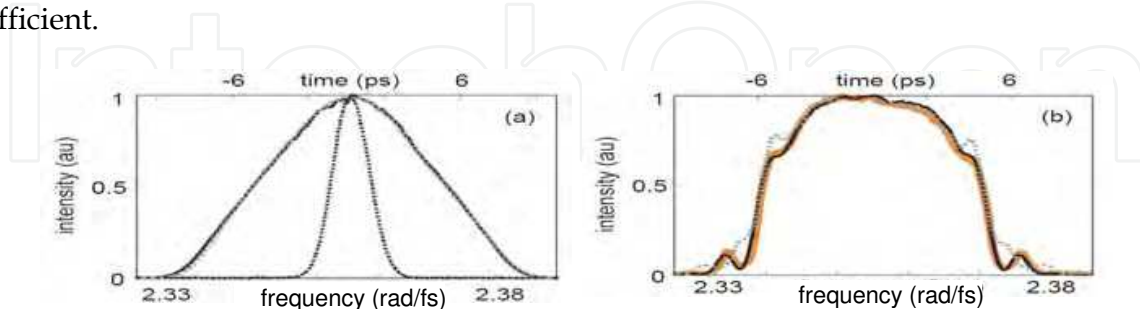 fficient.
IntechOpen
-6 time (ps) 6
1
(a)
intensity (au)
0.5
0
2.33 frequency (rad/fs) 2.38
-6 time (ps) 6
1
(b)
intensity (au)
0.5
0
2.33 frequency (rad/fs) 2.38